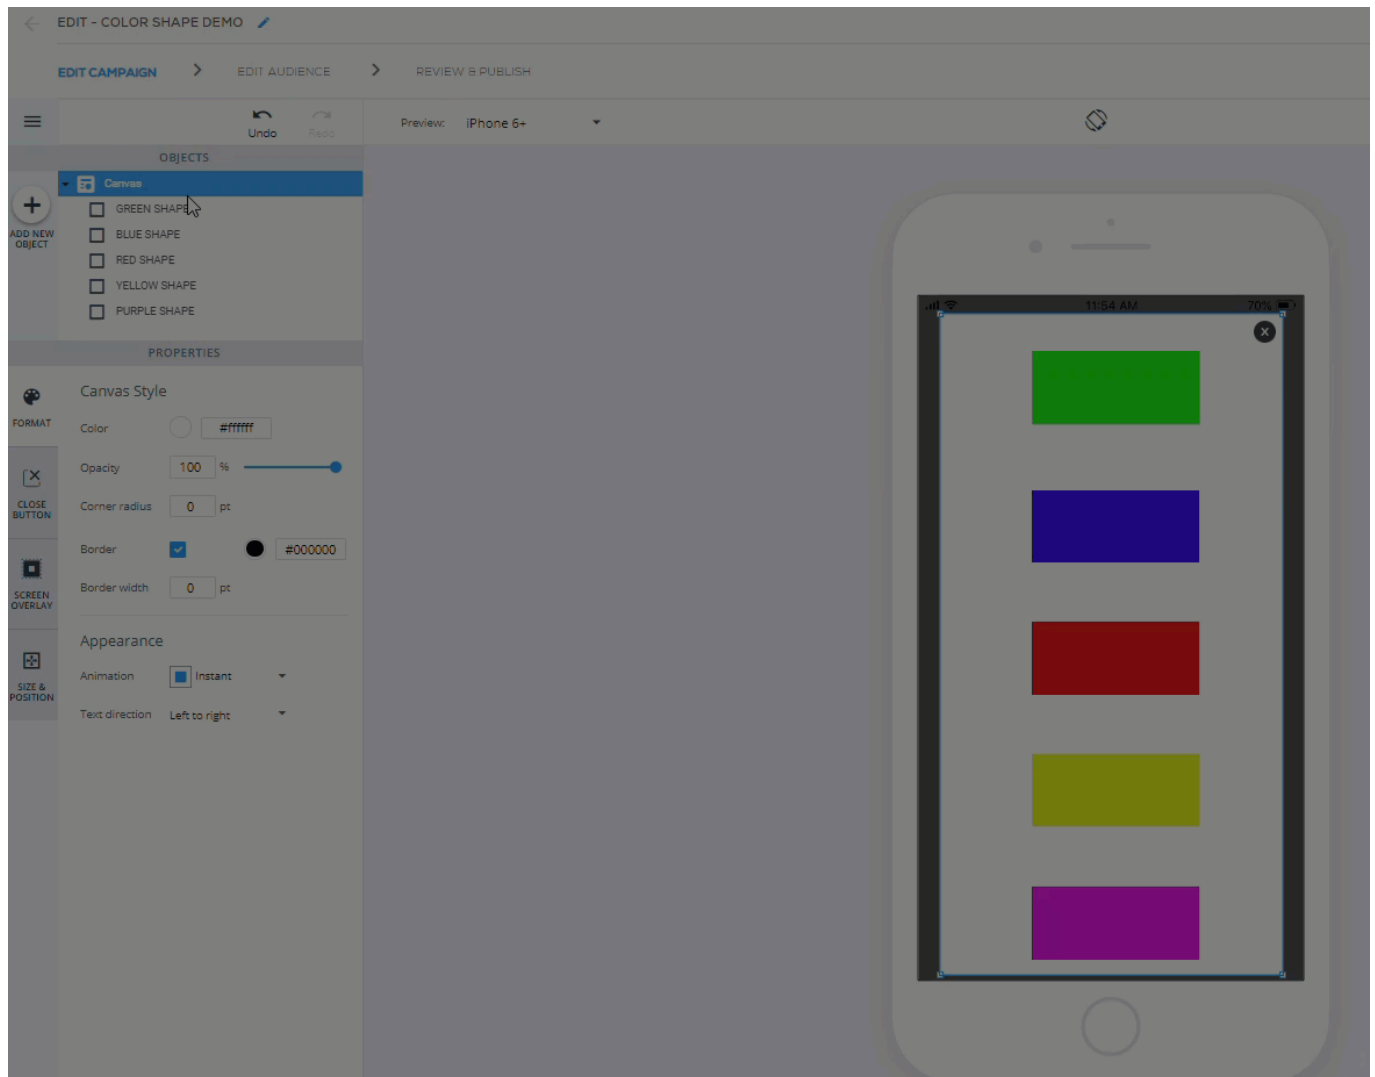 EDIT - COLOR SHAPE DEMO
EDIT CAMPAIGN EDIT AUDIENCE REVIEW & PUBLISH
Undo Redo Preview: iPhone 6+
OBJECTS
Canvas
ADD NEW
OBJECT
GREEN SHAPE
BLUE SHAPE
RED SHAPE
YELLOW SHAPE
PURPLE SHAPE
PROPERTIES
FORMAT
CLOSE
BUTTON
SCREEN
OVERLAY
SIZE &
POSITION
Canvas Style
Color #ffffff
Opacity 100 %
Corner radius 0 pt
Border #000000
Border width 0 pt
Appearance
Animation Instant
Text direction Left to right
11:54 AM 70%